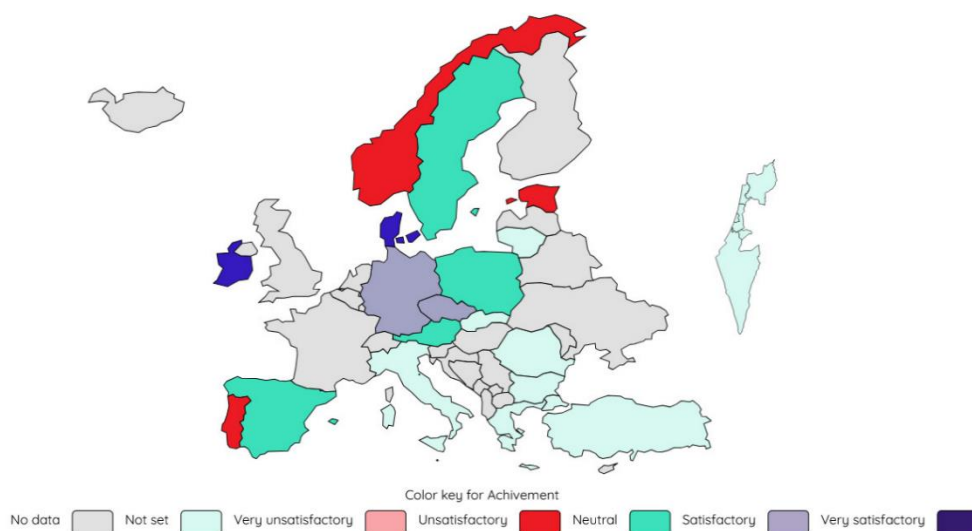 Color key for Achivement
No data Not set Very unsatisfactory Unsatisfactory Neutral Satisfactory Very satisfactory